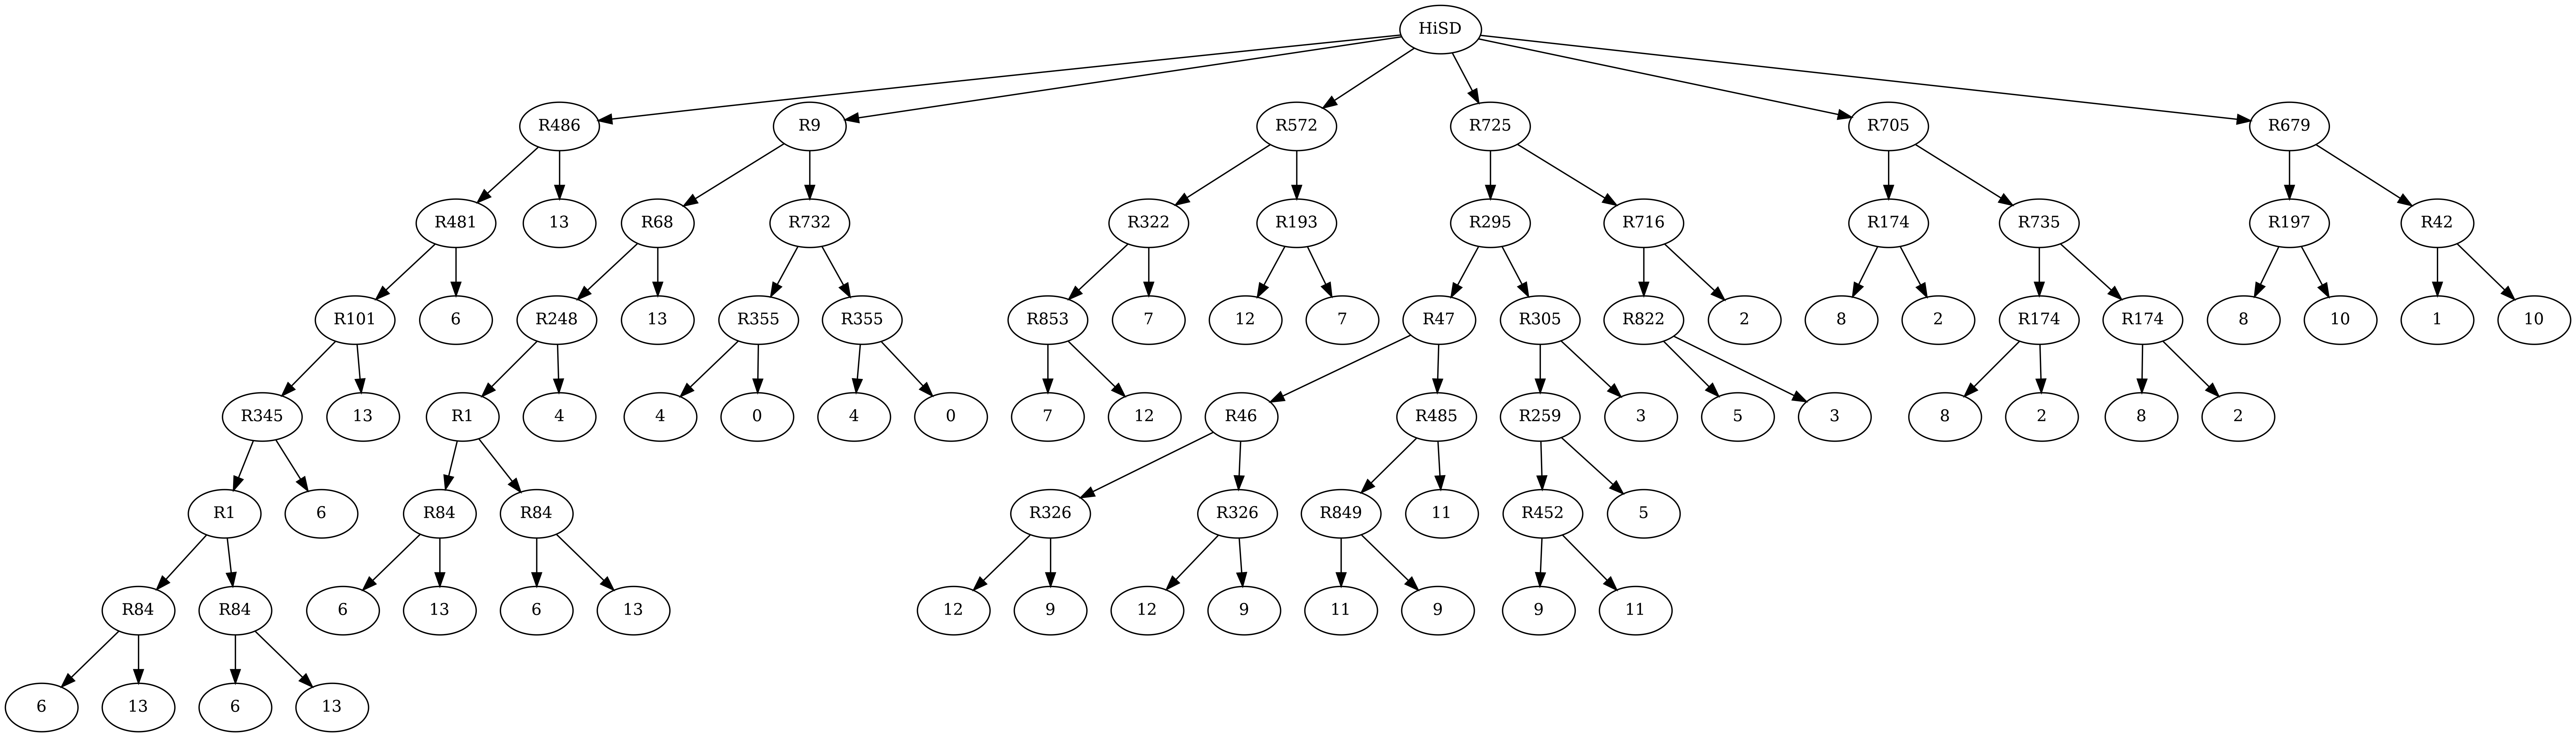 HiSD
R486 R9 R572 R725 R705 R679
R481 13 R68 R732 R322 R193 R295 R716 R174 R735 R197 R42
R101 6 R248 13 R355 R355 R853 7 12 7 R47 R305 R822 2 8 2 R174 R174 8 10 1 10
R345 13 R1 4 4 0 4 0 7 12 R46 R485 R259 3 5 3 8 2 8 2
R1 6 R84 R84 R326 R326 R849 11 R452 5
R84 R84 6 13 6 13 12 9 12 9 11 9 9 11
6 13 6 13